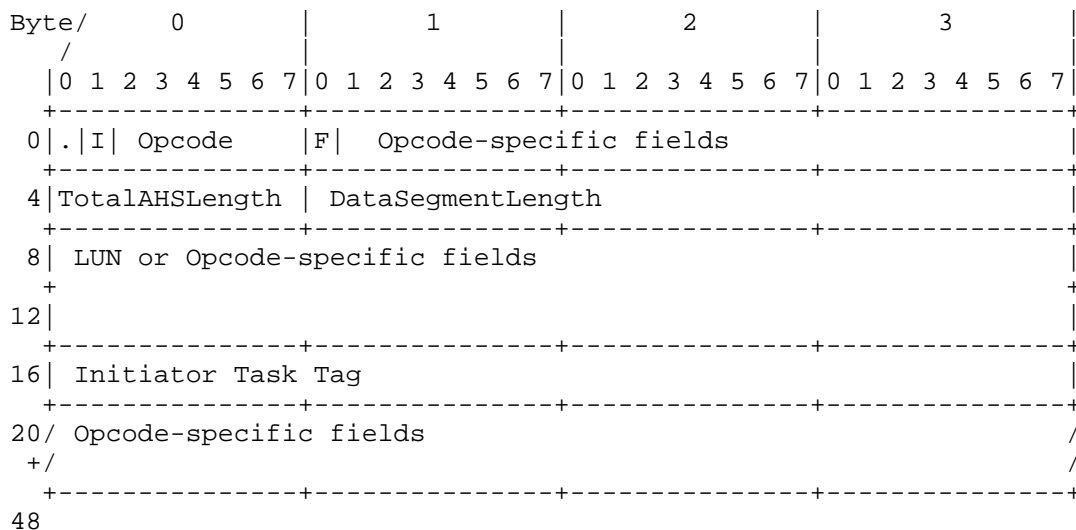 Byte/     0       |       1       |       2       |       3       |
   /              |               |               |               |
  |0 1 2 3 4 5 6 7|0 1 2 3 4 5 6 7|0 1 2 3 4 5 6 7|0 1 2 3 4 5 6 7|
  +---------------+---------------+---------------+---------------+
 0|.|I| Opcode    |F|  Opcode-specific fields                     |
  +---------------+---------------+---------------+---------------+
 4|TotalAHSLength | DataSegmentLength                             |
  +---------------+---------------+---------------+---------------+
 8| LUN or Opcode-specific fields                                 |
  +                                                               +
12|                                                               |
  +---------------+---------------+---------------+---------------+
16| Initiator Task Tag                                            |
  +---------------+---------------+---------------+---------------+
20/ Opcode-specific fields                                        /
 +/                                                               /
  +---------------+---------------+---------------+---------------+
48